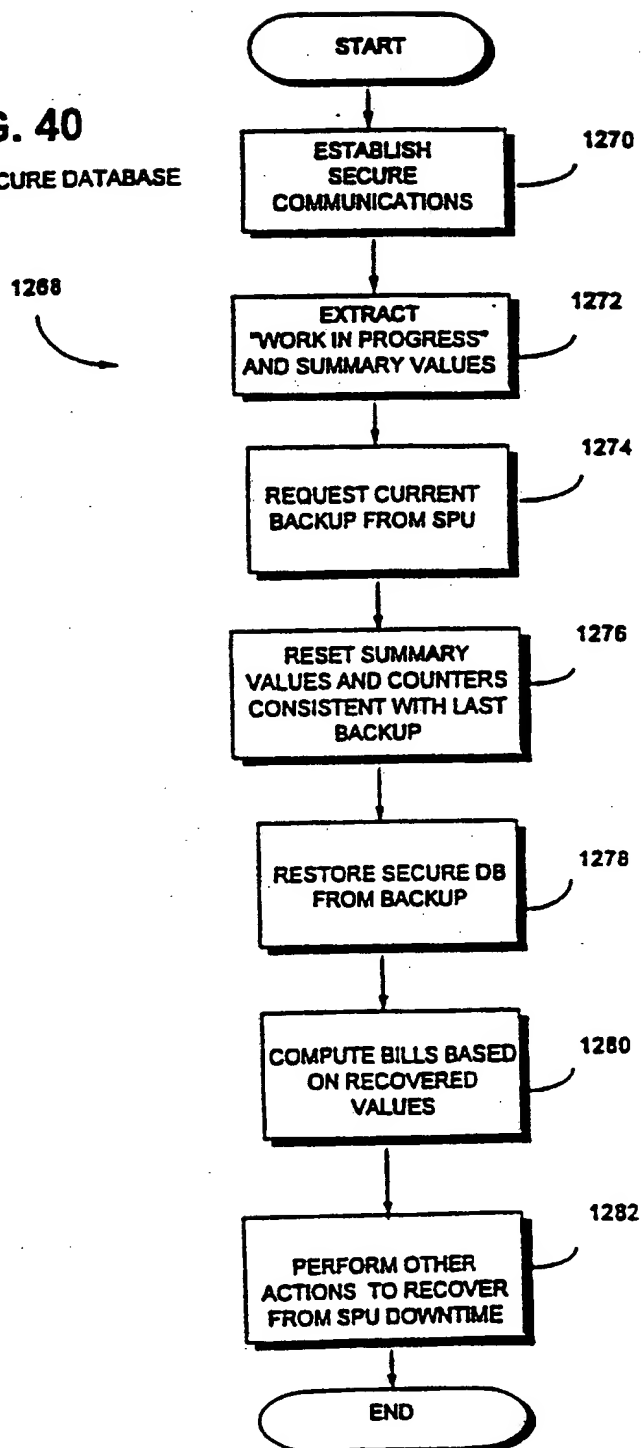 G. 40
CURE DATABASE
START
1270
ESTABLISH
SECURE
COMMUNICATIONS
1268
1272
EXTRACT
"WORK IN PROGRESS"
AND SUMMARY VALUES
1274
REQUEST CURRENT
BACKUP FROM SPU
1276
RESET SUMMARY
VALUES AND COUNTERS
CONSISTENT WITH LAST
BACKUP
1278
RESTORE SECURE DB
FROM BACKUP
1280
COMPUTE BILLS BASED
ON RECOVERED
VALUES
1282
PERFORM OTHER
ACTIONS TO RECOVER
FROM SPU DOWNTIME
END